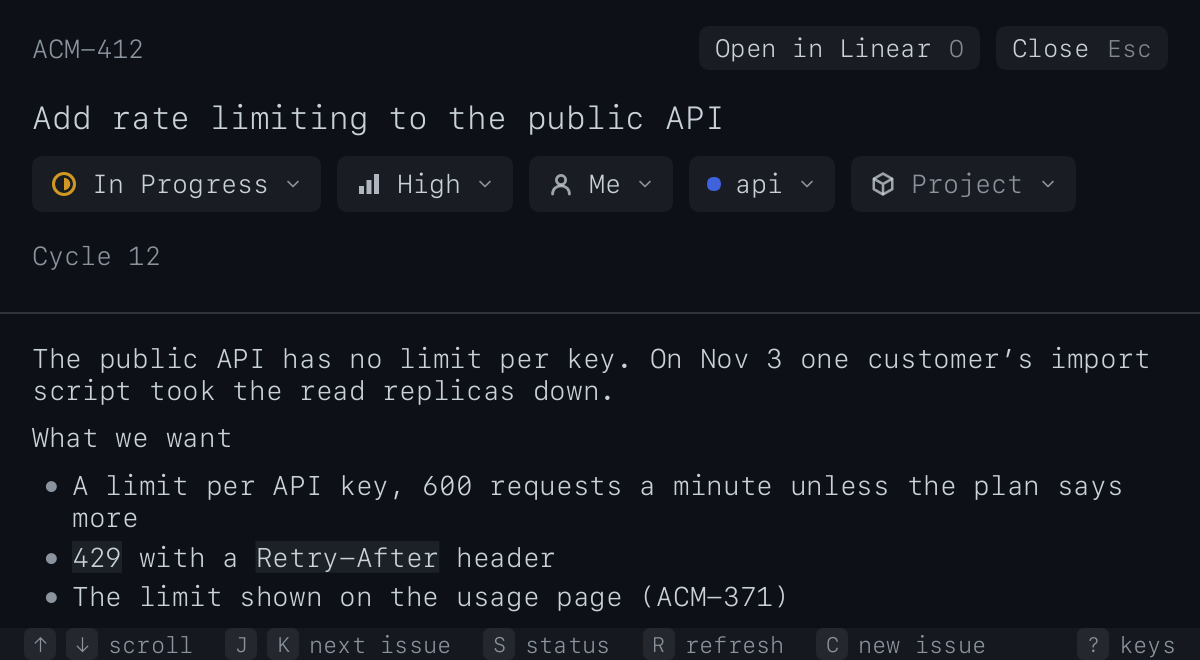 ACM-412
Open in Linear O
Close Esc
Add rate limiting to the public API
In Progress
High
Me
api
Project
Cycle 12
The public API has no limit per key. On Nov 3 one customer's import
script took the read replicas down.
What we want
• A limit per API key, 600 requests a minute unless the plan says
more
• 429 with a Retry-After header
• The limit shown on the usage page (ACM-371)
↑ ↓ scroll J K next issue S status R refresh C new issue ? keys